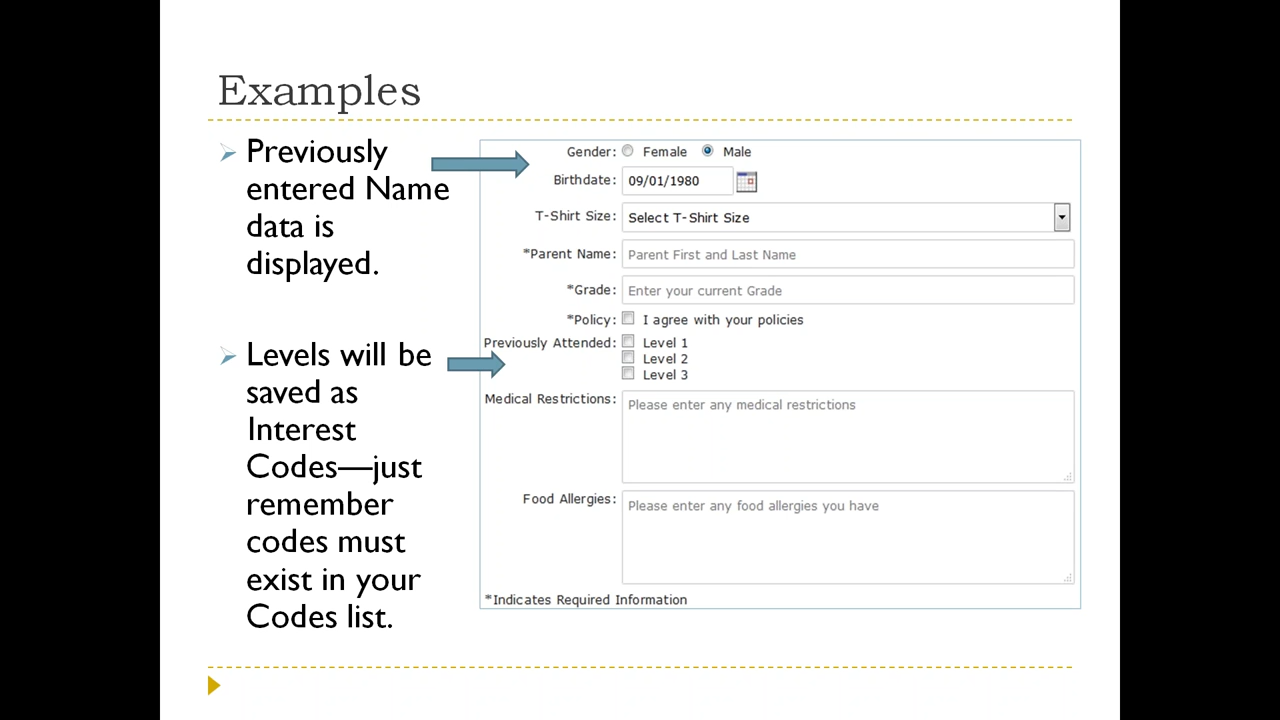 Examples
Previously
entered Name
data is
displayed.
Levels will be
saved as
Interest
Codes—just
remember
codes must
exist in your
Codes list.
Gender: Female Male
Birthdate: 09/01/1980
T-Shirt Size: Select T-Shirt Size
*Parent Name: Parent First and Last Name
*Grade: Enter your current Grade
*Policy: I agree with your policies
Previously Attended: Level 1
Level 2
Level 3
Medical Restrictions: Please enter any medical restrictions
Food Allergies: Please enter any food allergies you have
*Indicates Required Information